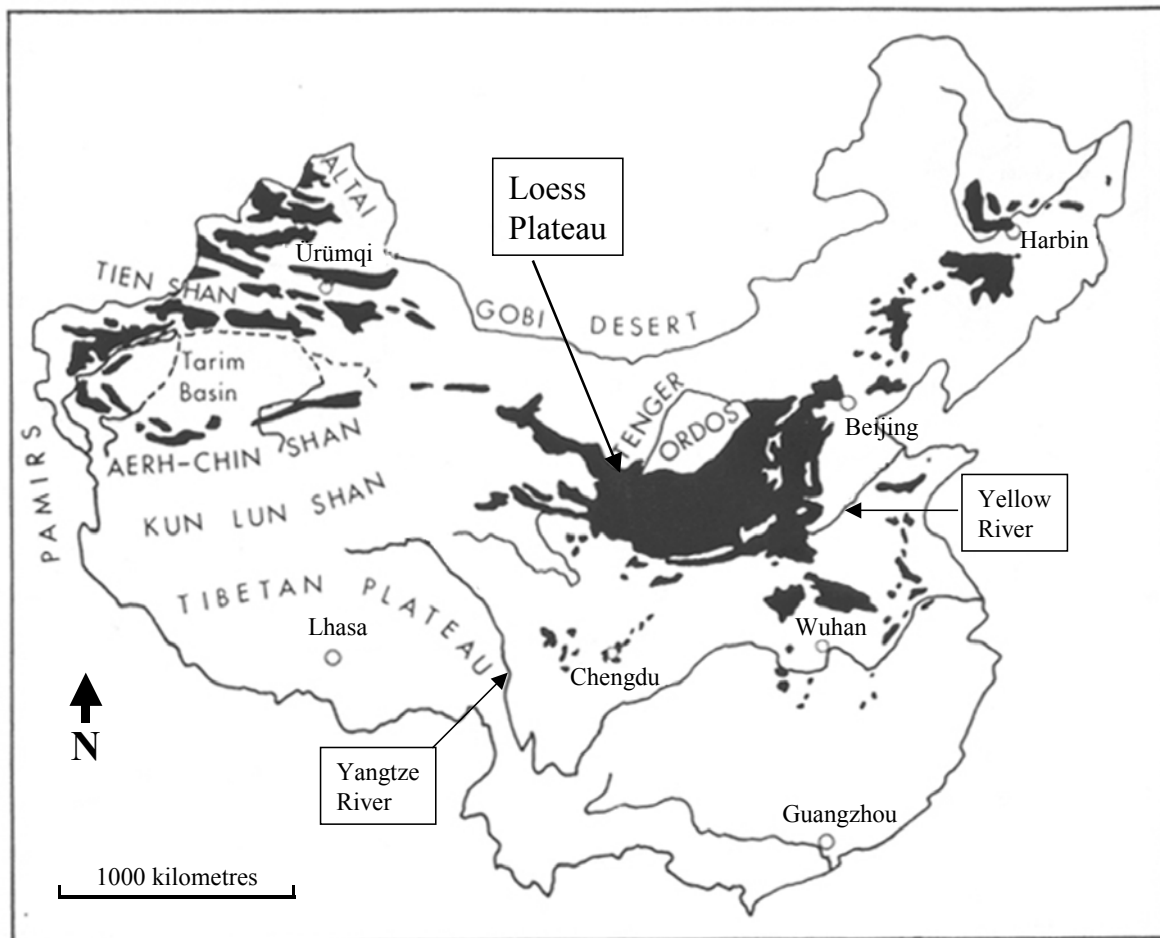 ALTAI
Loess
Plateau
Ürümqi
Harbin
TIEN SHAN
GOBI DESERT
Tarim
Basin
TENGER
ORDOS
Beijing
PAMIRS
AERH-CHIN SHAN
KUN LUN SHAN
Yellow
River
TIBETAN PLATEAU
Lhasa
Wuhan
Chengdu
N
Yangtze
River
Guangzhou
1000 kilometres